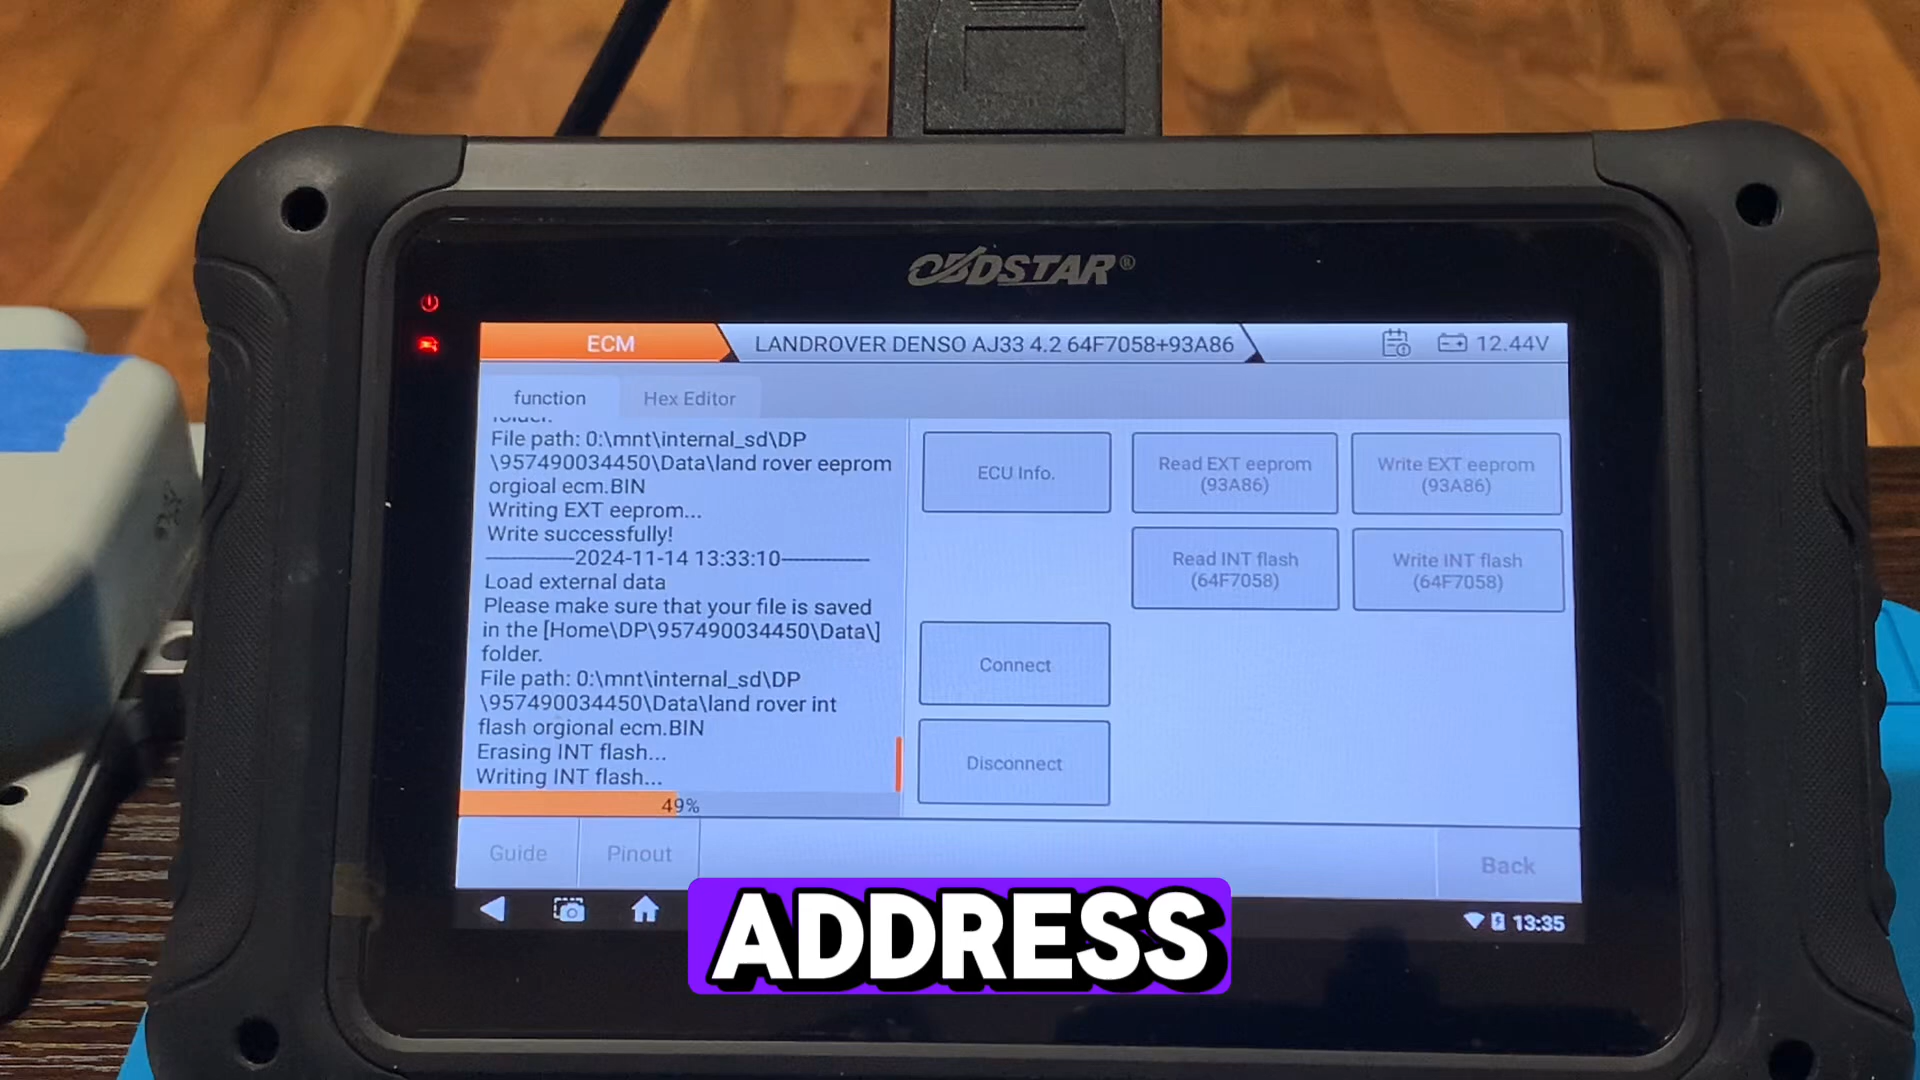 OBDSTAR®
ECM
LANDROVER DENSO AJ33 4.2 64F7058+93A86
12.44V
function
Hex Editor
folder.
File path: 0:\mnt\internal_sd\DP
\957490034450\Data\land rover eeprom
orgioal ecm.BIN
Writing EXT eeprom...
Write successfully!
—————2024-11-14 13:33:10—————
Load external data
Please make sure that your file is saved
in the [Home\DP\957490034450\Data\]
folder.
File path: 0:\mnt\internal_sd\DP
\957490034450\Data\land rover int
flash orgional ecm.BIN
Erasing INT flash...
Writing INT flash...
49%
ECU Info.
Read EXT eeprom
(93A86)
Write EXT eeprom
(93A86)
Read INT flash
(64F7058)
Write INT flash
(64F7058)
Connect
Disconnect
Guide
Pinout
Back
13:35
ADDRESS